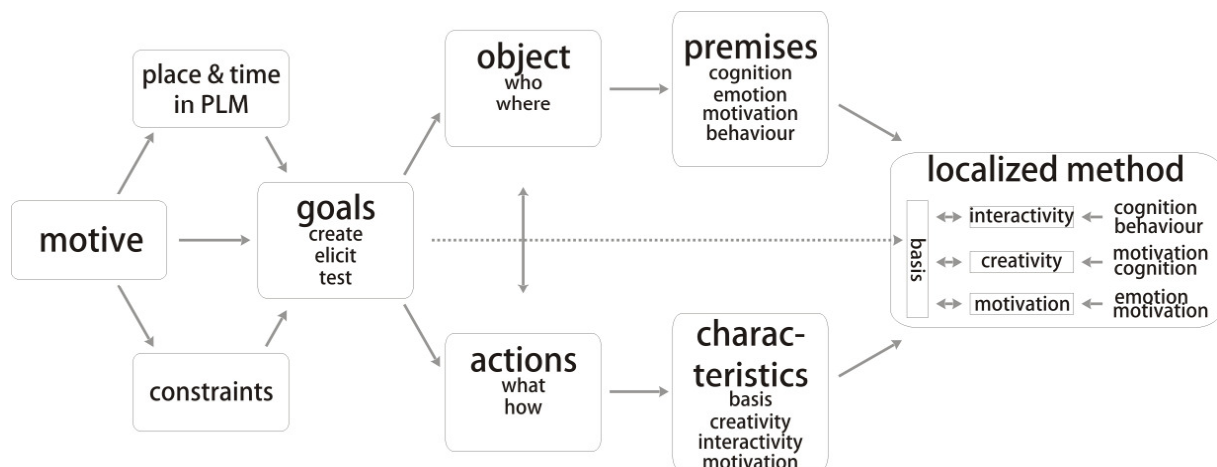 place & time
in PLM
motive
constraints
goals
create
elicit
test
object
who
where
actions
what
how
premises
cognition
emotion
motivation
behaviour
charac-
teristics
basis
creativity
interactivity
motivation
localized method
basis
interactivity
cognition
behaviour
creativity
motivation
cognition
motivation
emotion
motivation